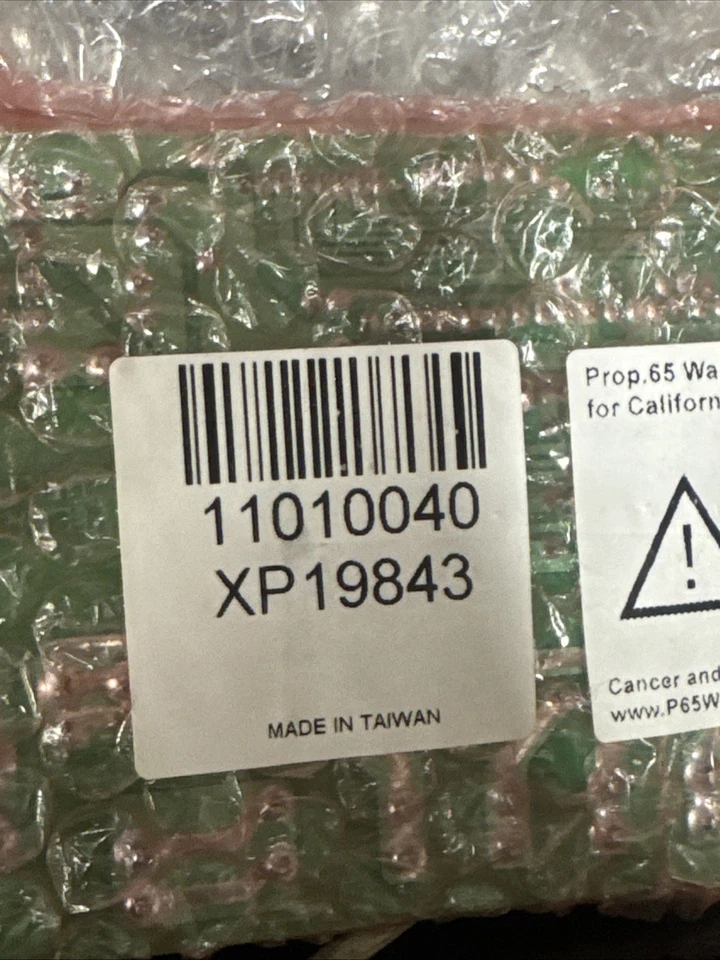 11010040
XP19843
MADE IN TAIWAN
Prop.65 Wa
for Californ
!
Cancer and
www.P65W